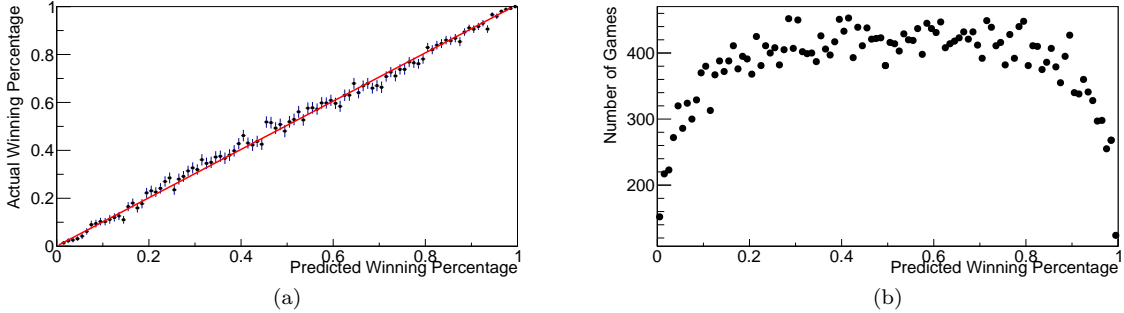 Actual Winning Percentage
1
0.8
0.6
0.4
0.2
0
0 0.2 0.4 0.6 0.8 1
Predicted Winning Percentage
(a)
Number of Games
400
300
200
0 0.2 0.4 0.6 0.8 1
Predicted Winning Percentage
(b)